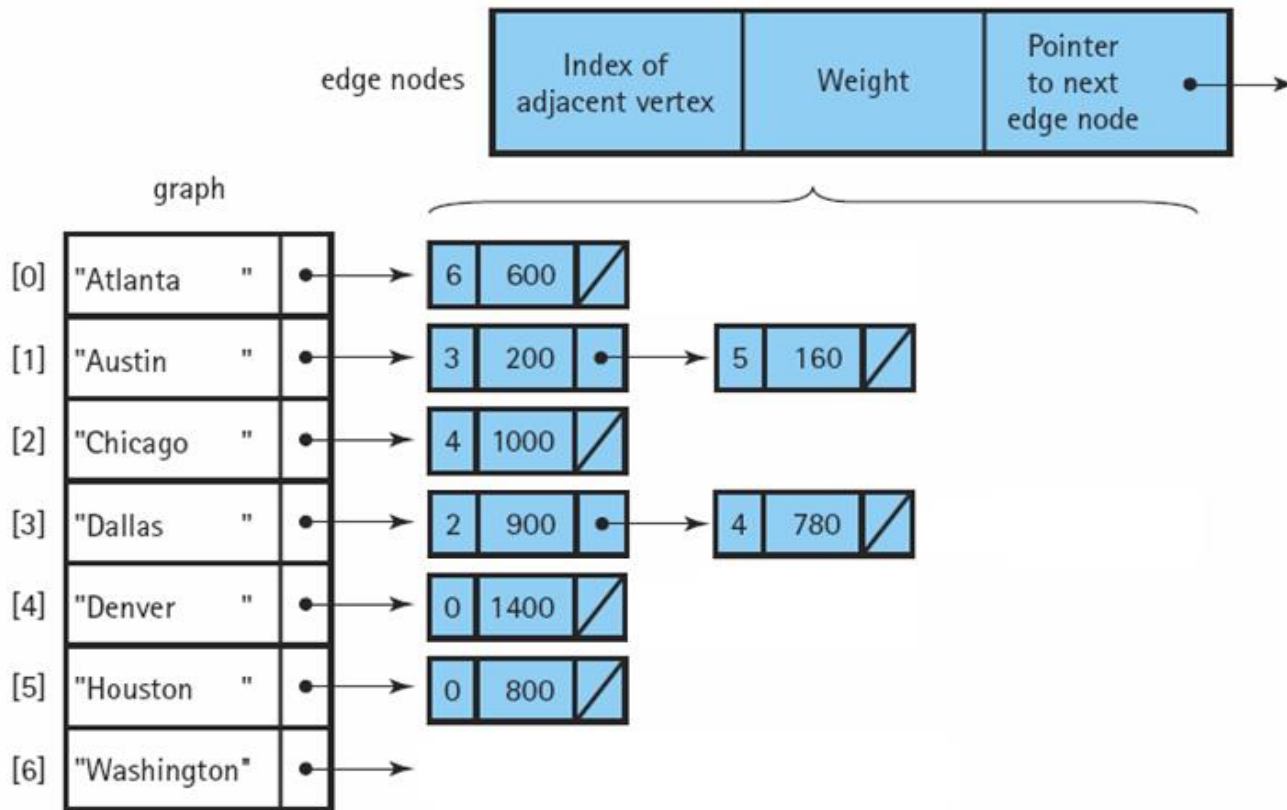 edge nodes
Index of
adjacent vertex
Weight
Pointer
to next
edge node
graph
[0] "Atlanta " 6 600
[1] "Austin " 3 200 5 160
[2] "Chicago " 4 1000
[3] "Dallas " 2 900 4 780
[4] "Denver " 0 1400
[5] "Houston " 0 800
[6] "Washington"